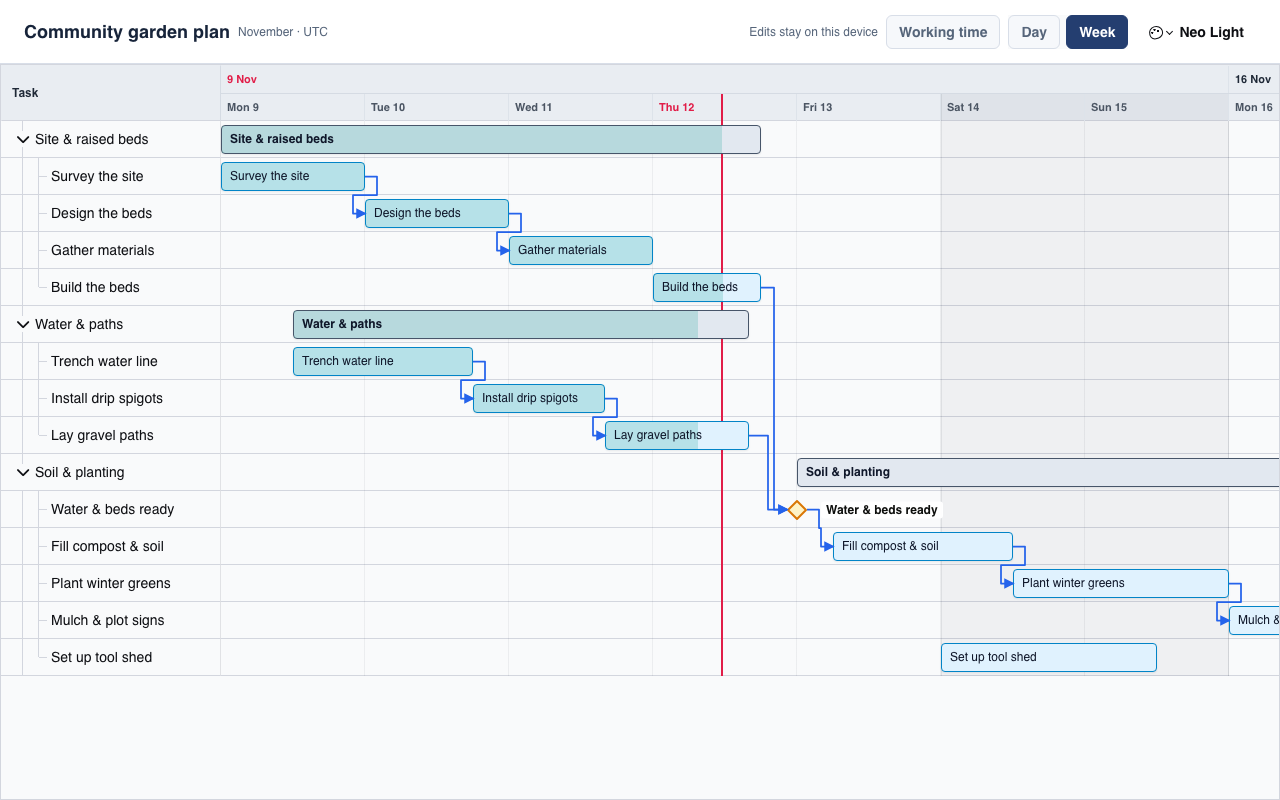 Community garden plan November · UTC
Edits stay on this device Working time Day Week Neo Light
Task
9 Nov 16 Nov
Mon 9 Tue 10 Wed 11 Thu 12 Fri 13 Sat 14 Sun 15 Mon 16
Site & raised beds Site & raised beds
Survey the site Survey the site
Design the beds Design the beds
Gather materials Gather materials
Build the beds Build the beds
Water & paths Water & paths
Trench water line Trench water line
Install drip spigots Install drip spigots
Lay gravel paths Lay gravel paths
Soil & planting Soil & planting
Water & beds ready Water & beds ready
Fill compost & soil Fill compost & soil
Plant winter greens Plant winter greens
Mulch & plot signs Mulch &
Set up tool shed Set up tool shed